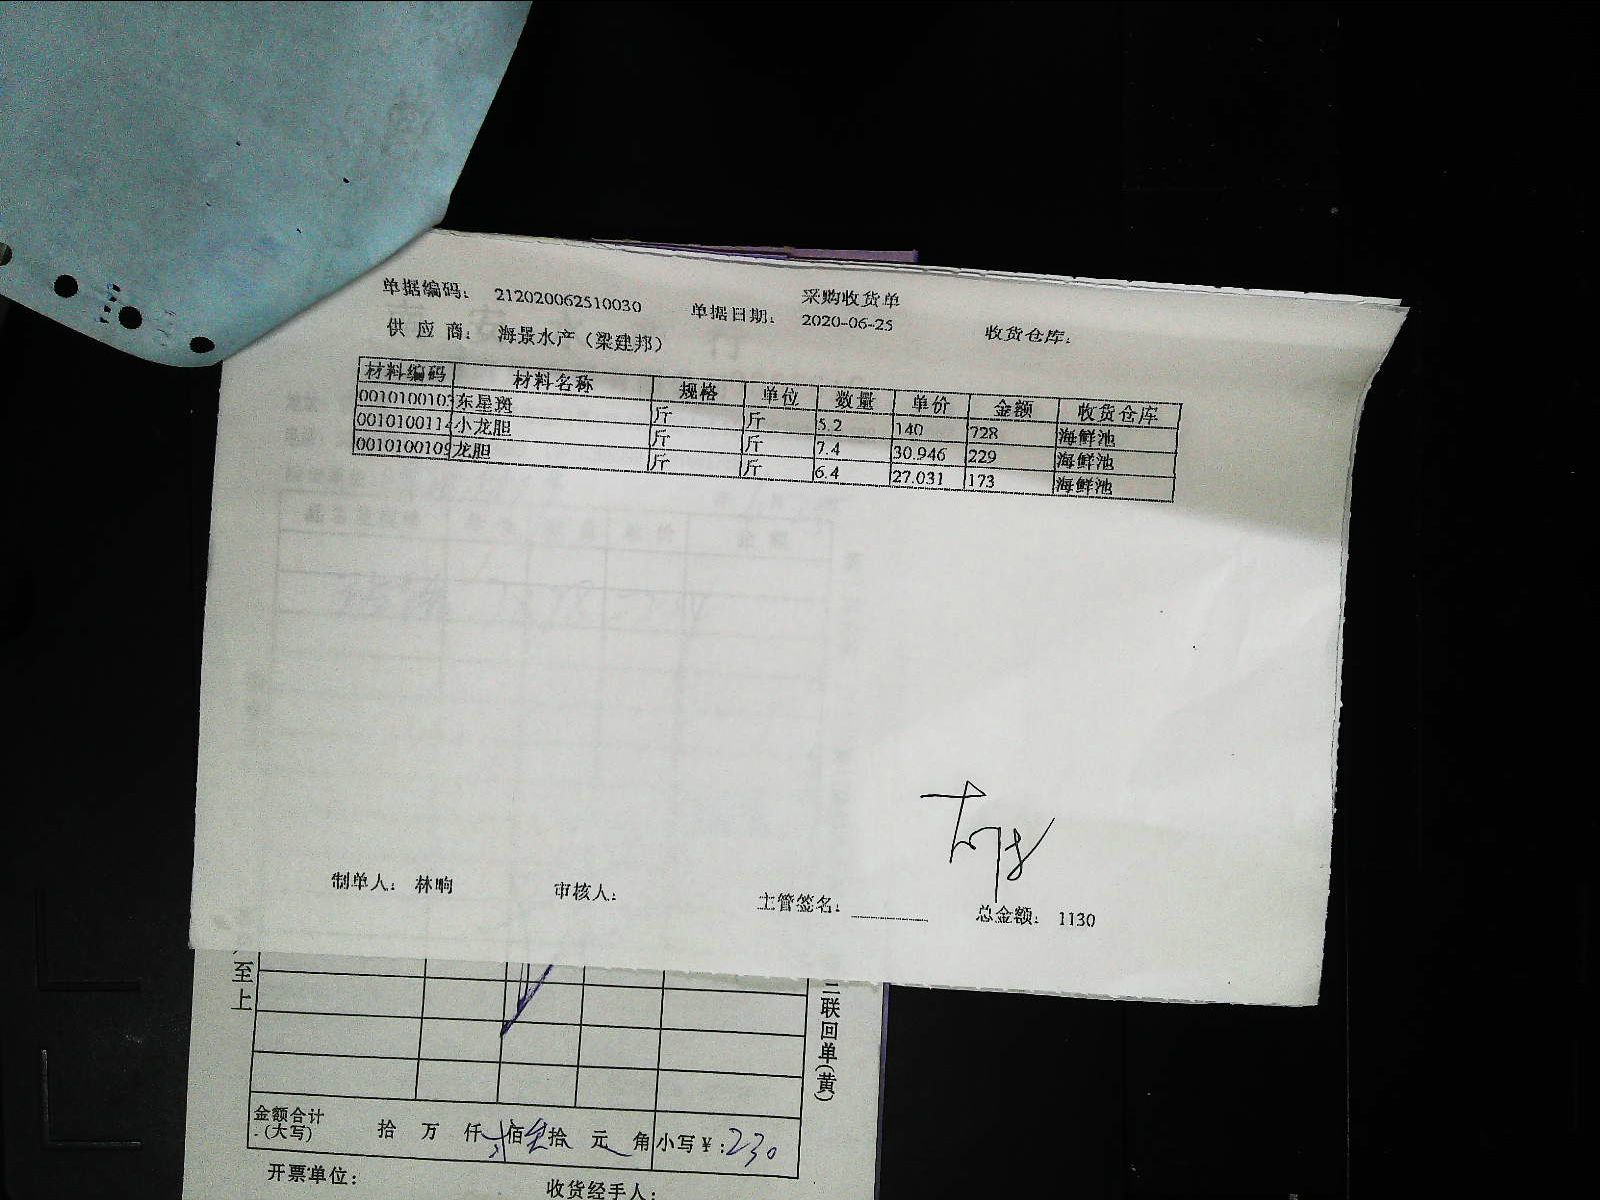 采购收货单
单据编码： 212020062510030 单据日期： 2020-06-25 收货仓库：
供应商： 海景水产（梁建邦）
材料编码 材料名称 规格 单位 数量 单价 金额 收货仓库
0010100103 东星斑 斤 斤 5.2 140 728 海鲜池
0010100114 小龙胆 斤 斤 7.4 30.946 229 海鲜池
0010100109 龙胆 斤 斤 6.4 27.031 173 海鲜池
制单人： 林响 审核人： 主管签名： 总金额： 1130
至上
三联回单(黄)
金额合计(大写) 拾 万 仟 贰佰叁拾 元 角 小写￥:230
开票单位： 收货经手人：